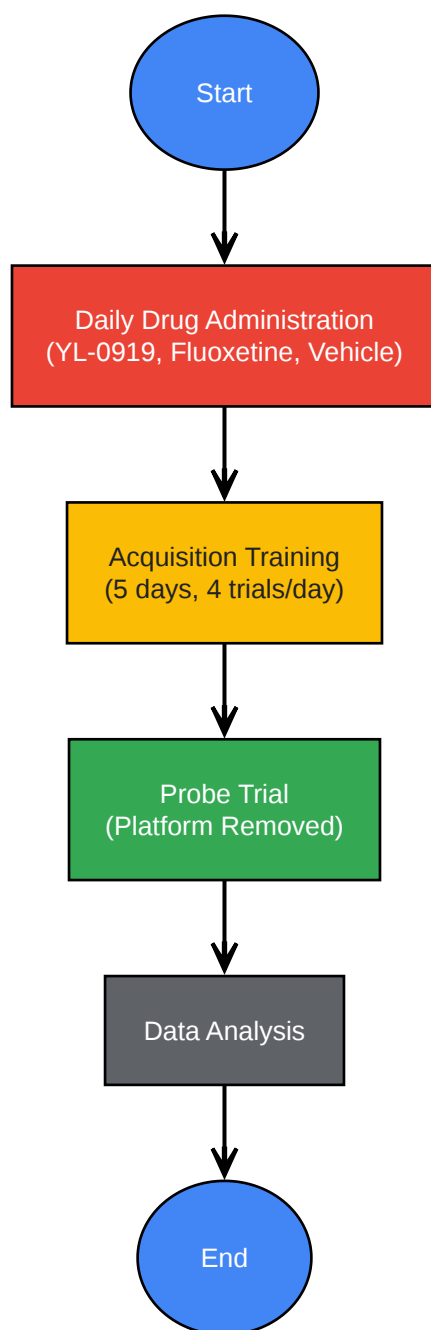 Start
Daily Drug Administration
(YL-0919, Fluoxetine, Vehicle)
Acquisition Training
(5 days, 4 trials/day)
Probe Trial
(Platform Removed)
Data Analysis
End